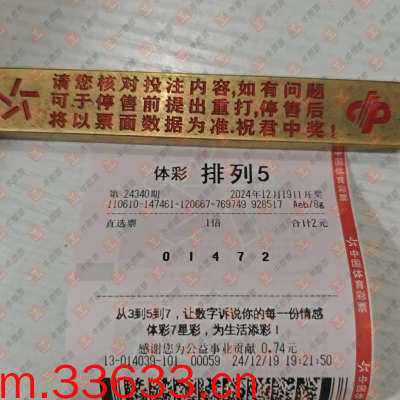 请您核对投注内容,如有问题
可于停售前提出重打,停售后
将以票面数据为准.祝君中奖!
体彩 排列5
第 24340期 2024年12月19日开奖
110610-147461-120667-769749 928517 Aeb/8g
直选票 1倍 合计2元
0 1 4 7 2
从3到5到7，让数字诉说你的每一份情感
体彩7星彩，为生活添彩！
感谢您为公益事业贡献 0.74元
13-014039-101 00059 24/12/19 19:21:50
中国体育彩票
中国体育彩票
m.33633.cn